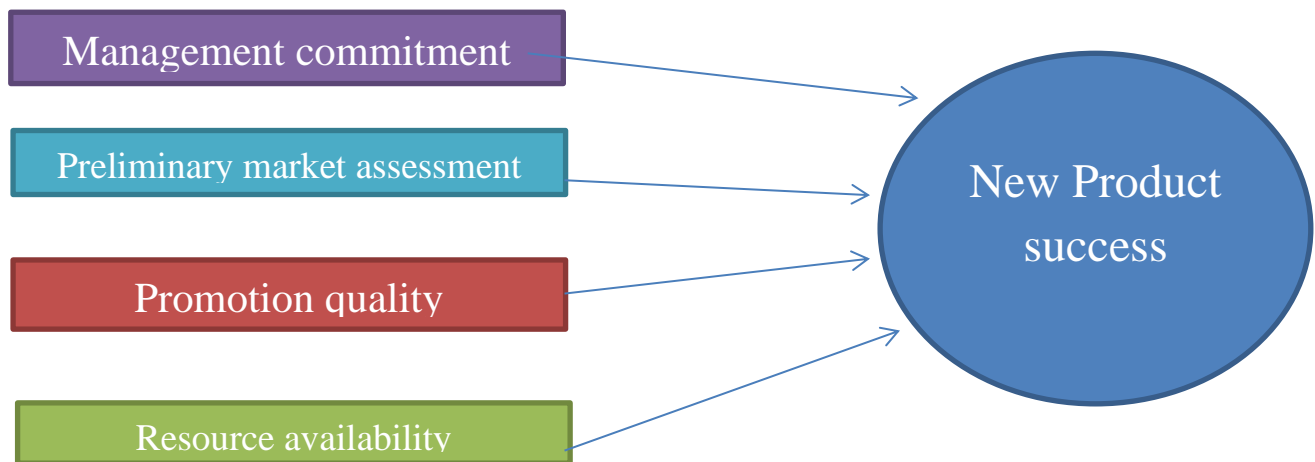 Management commitment
Preliminary market assessment
Promotion quality
Resource availability
New Product
success